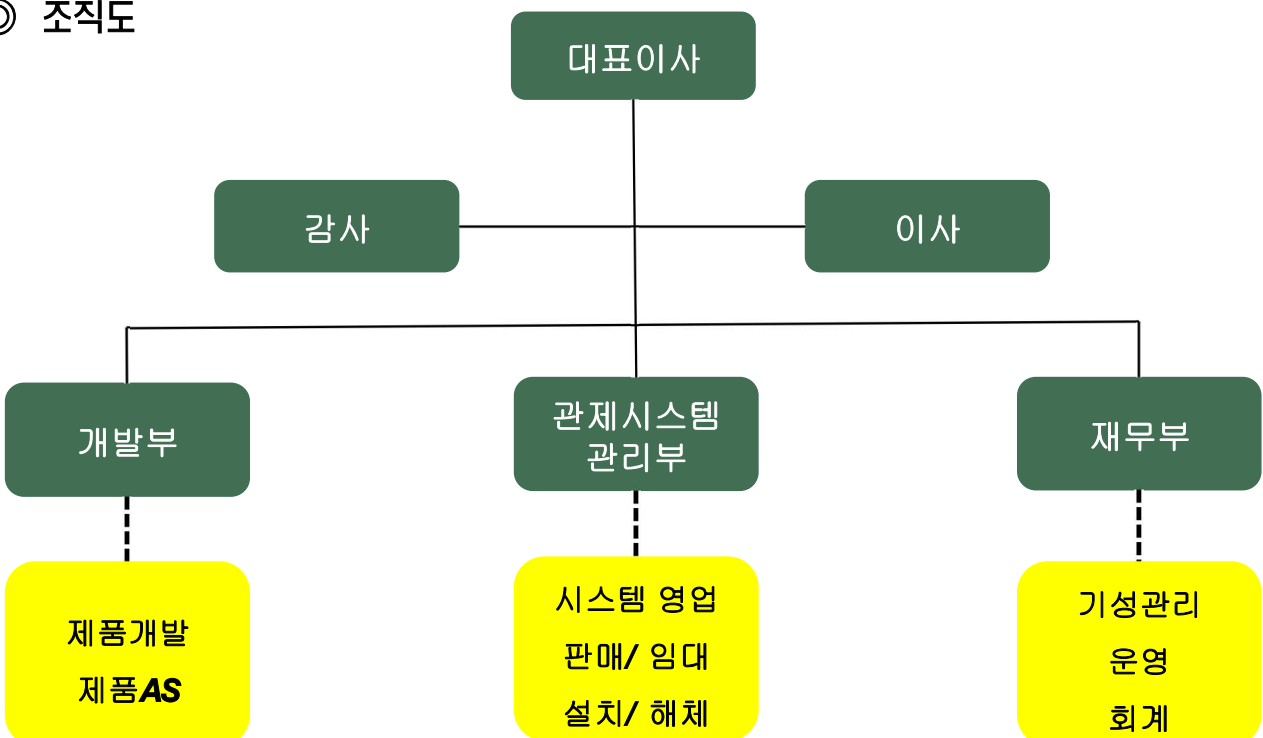 ◎ 조직도
대표이사
감사
이사
개발부
관제시스템
관리부
재무부
제품개발
제품AS
시스템 영업
판매/ 임대
설치/ 해체
기성관리
운영
회계